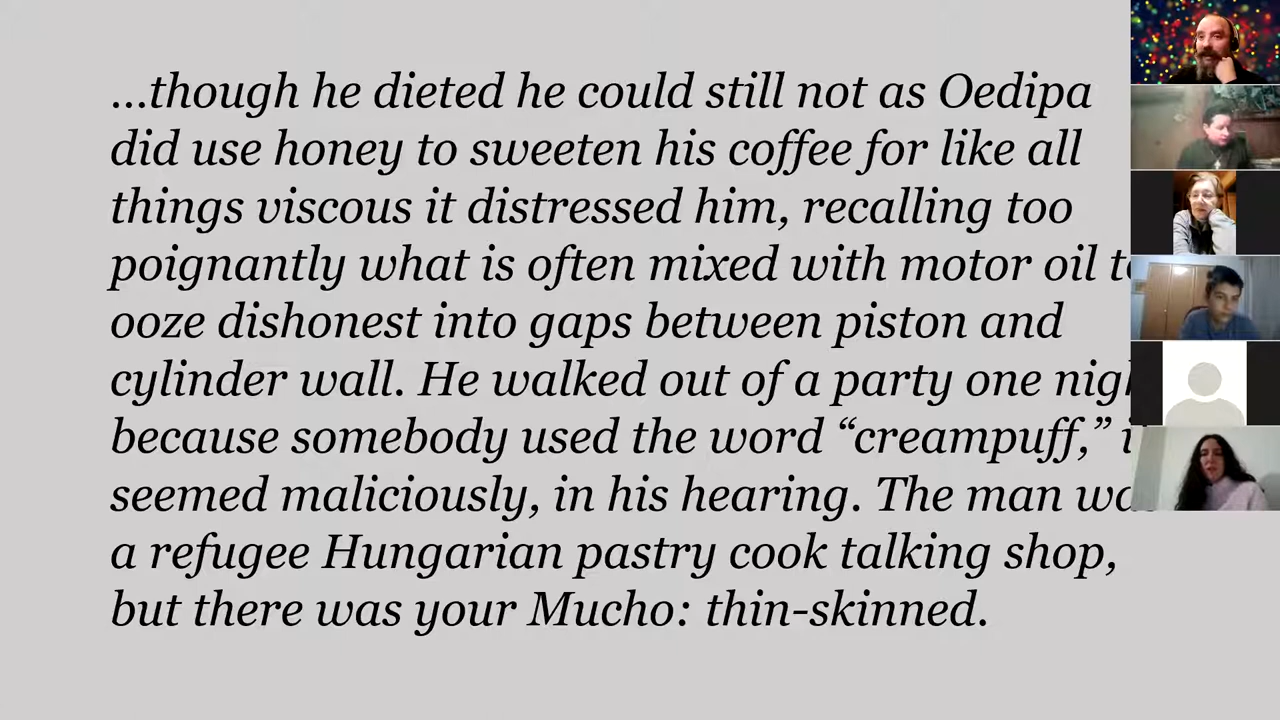 …though he dieted he could still not as Oedipa
did use honey to sweeten his coffee for like all
things viscous it distressed him, recalling too
poignantly what is often mixed with motor oil
ooze dishonest into gaps between piston and
cylinder wall. He walked out of a party one
because somebody used the word “creampuff,”
seemed maliciously, in his hearing. The man
a refugee Hungarian pastry cook talking shop,
but there was your Mucho: thin-skinned.